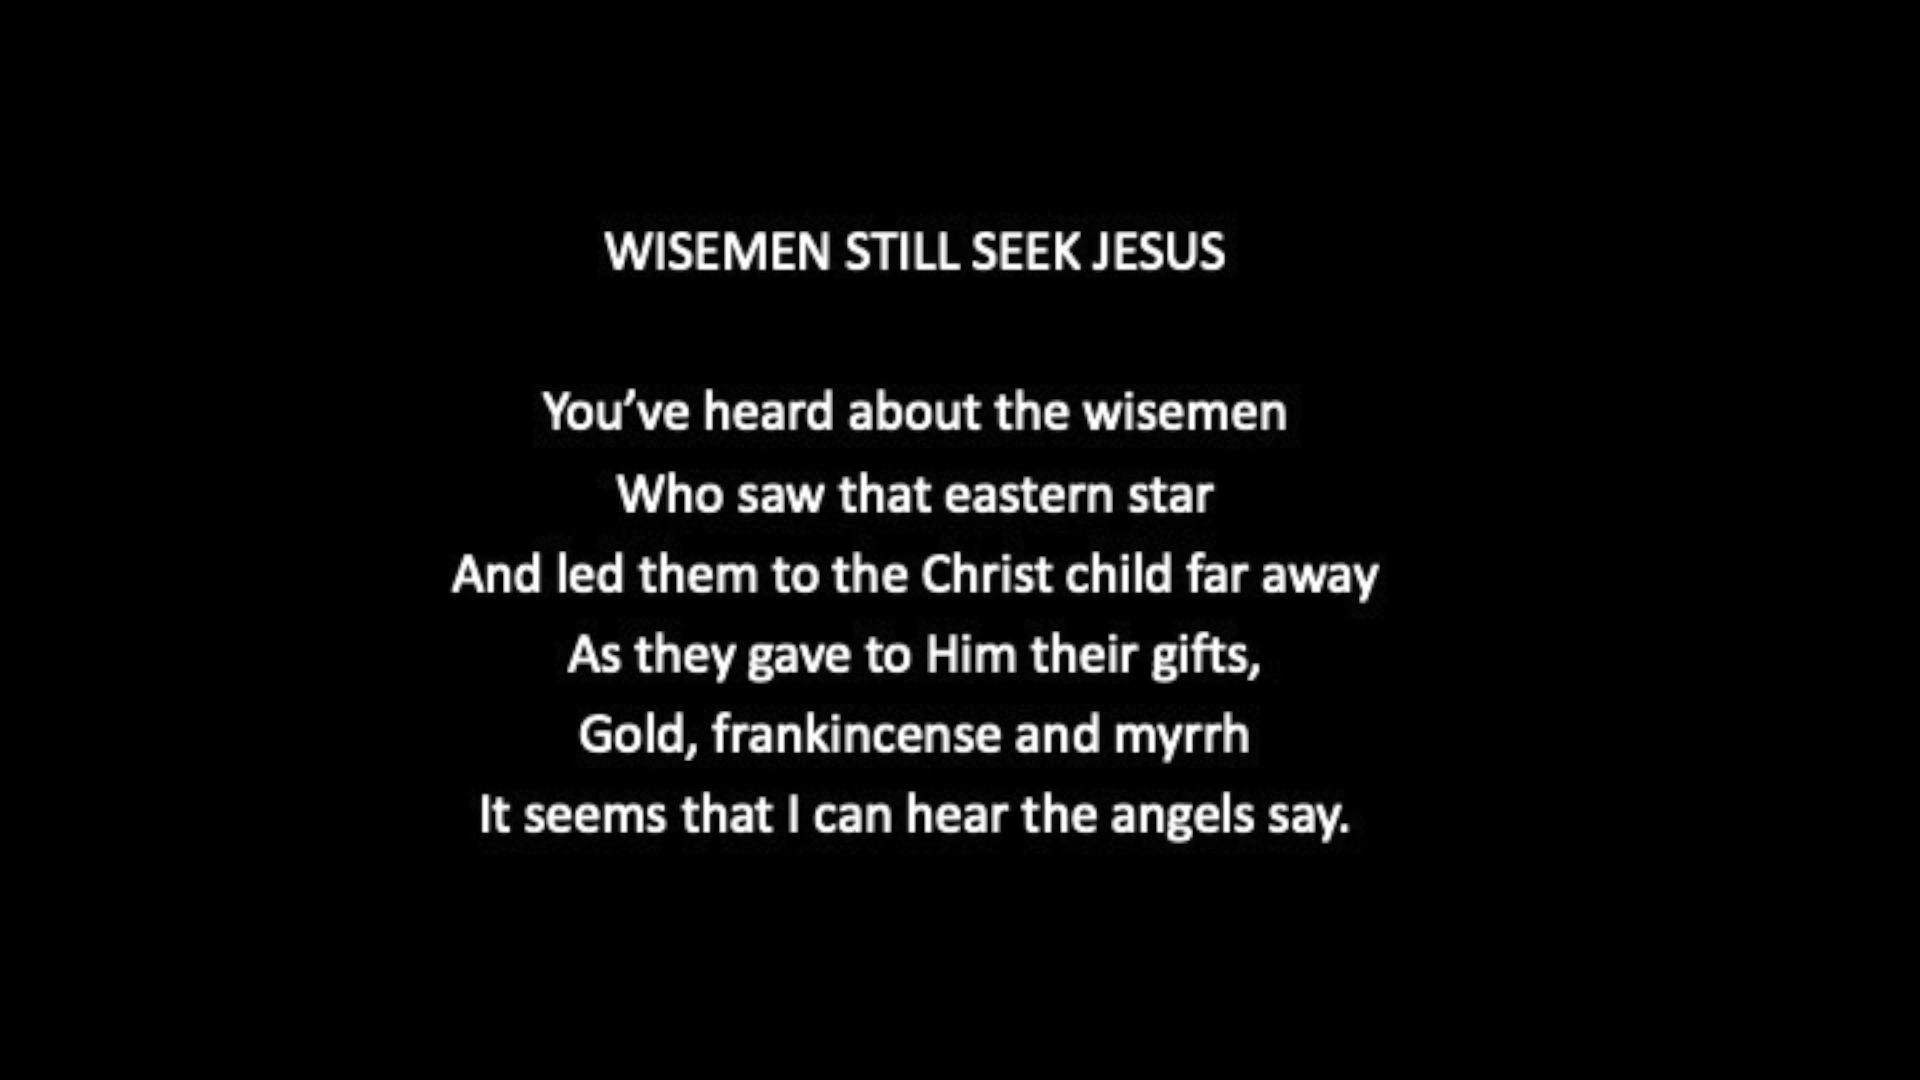 WISEMEN STILL SEEK JESUS
You’ve heard about the wisemen
Who saw that eastern star
And led them to the Christ child far away
As they gave to Him their gifts,
Gold, frankincense and myrrh
It seems that I can hear the angels say.